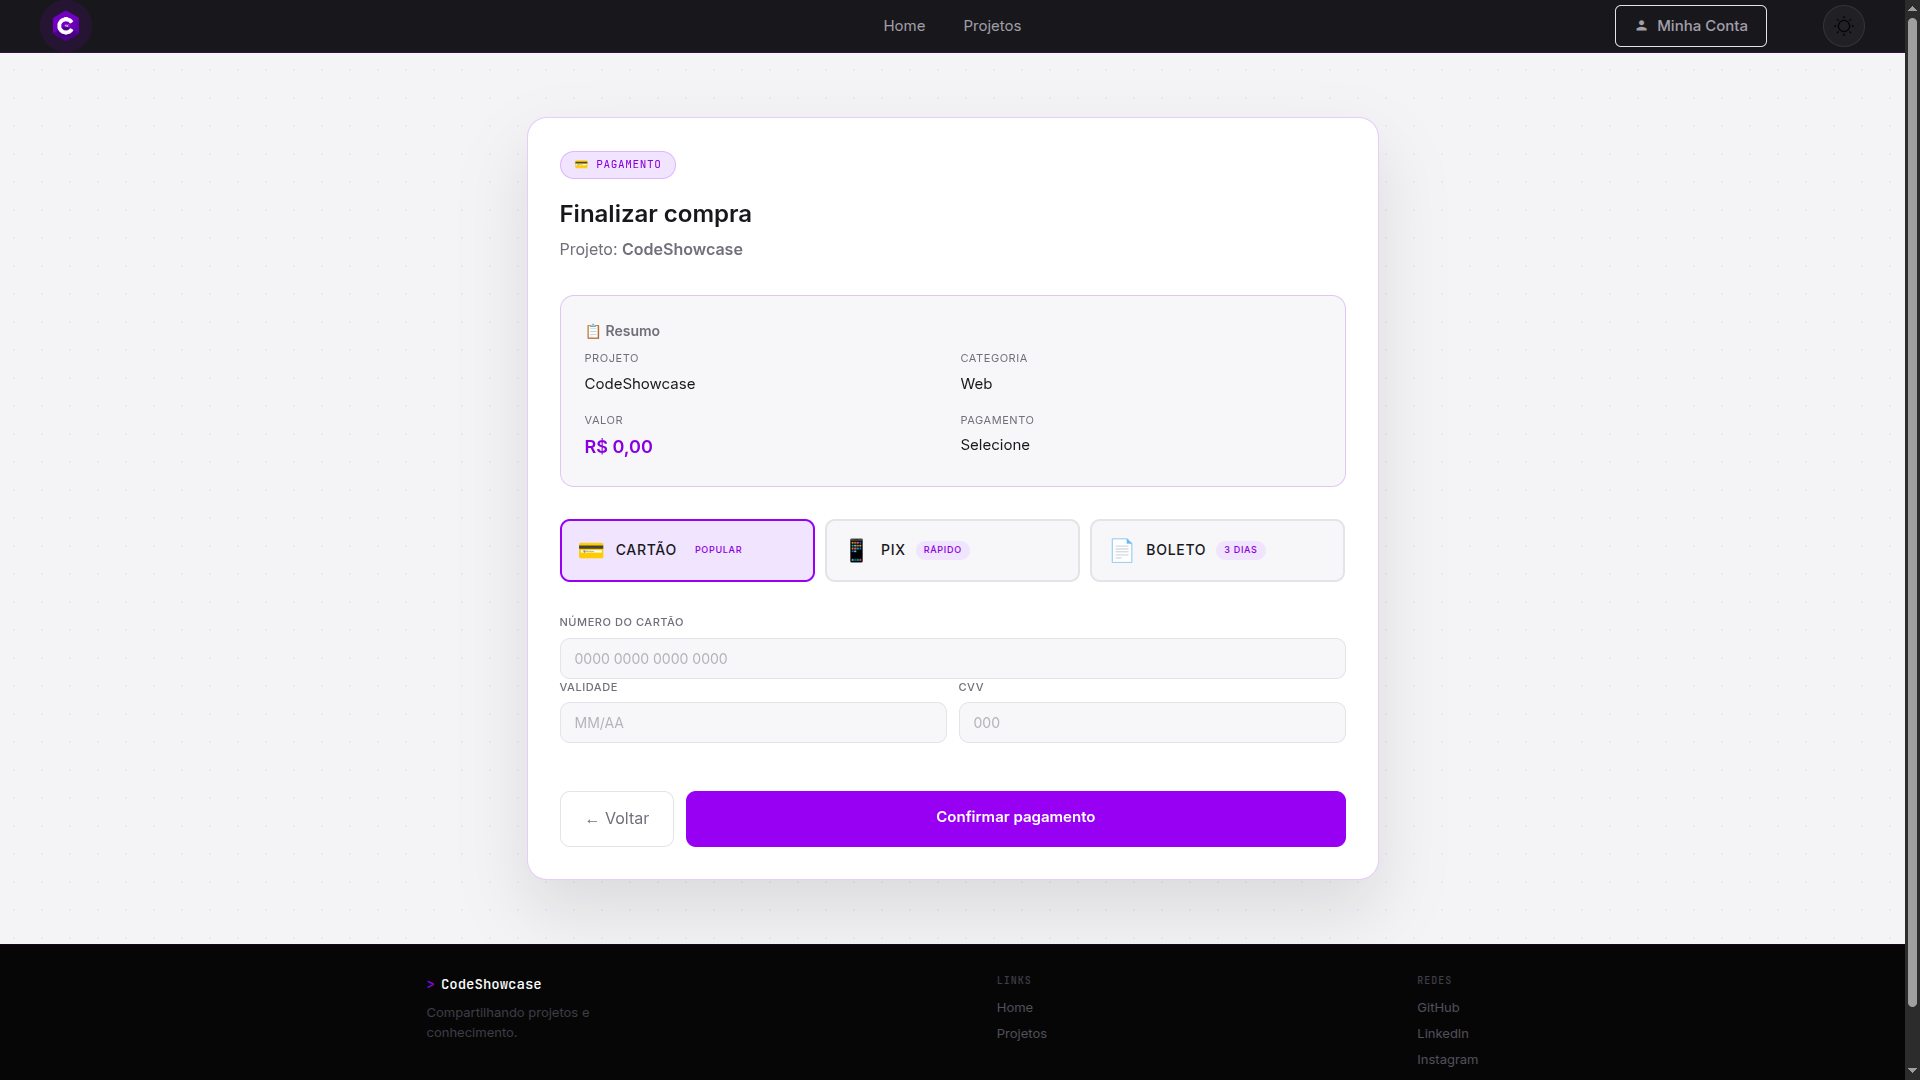 Home
Projetos
Minha Conta
PAGAMENTO
Finalizar compra
Projeto: CodeShowcase
Resumo
PROJETO
CodeShowcase
CATEGORIA
Web
VALOR
R$ 0,00
PAGAMENTO
Selecione
CARTÃO POPULAR
PIX RÁPIDO
BOLETO 3 DIAS
NÚMERO DO CARTÃO
0000 0000 0000 0000
VALIDADE
MM/AA
CVV
000
← Voltar
Confirmar pagamento
> CodeShowcase
Compartilhando projetos e
conhecimento.
LINKS
Home
Projetos
REDES
GitHub
LinkedIn
Instagram